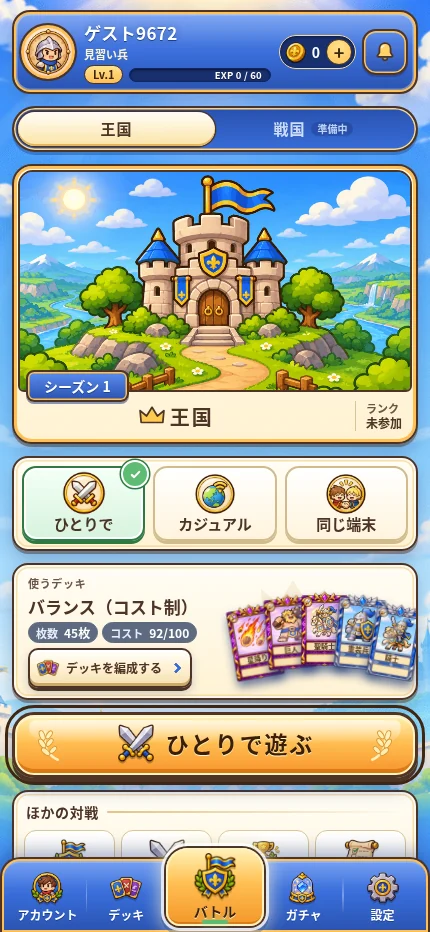 ゲスト9672
見習い兵
Lv.1
EXP 0 / 60
0
王国
戦国 準備中
シーズン 1
王国
ランク
未参加
ひとりで
カジュアル
同じ端末
使うデッキ
バランス（コスト制）
枚数 45枚 コスト 92/100
デッキを編成する
巨人
騎士
ひとりで遊ぶ
ほかの対戦
アカウント
デッキ
バトル
ガチャ
設定